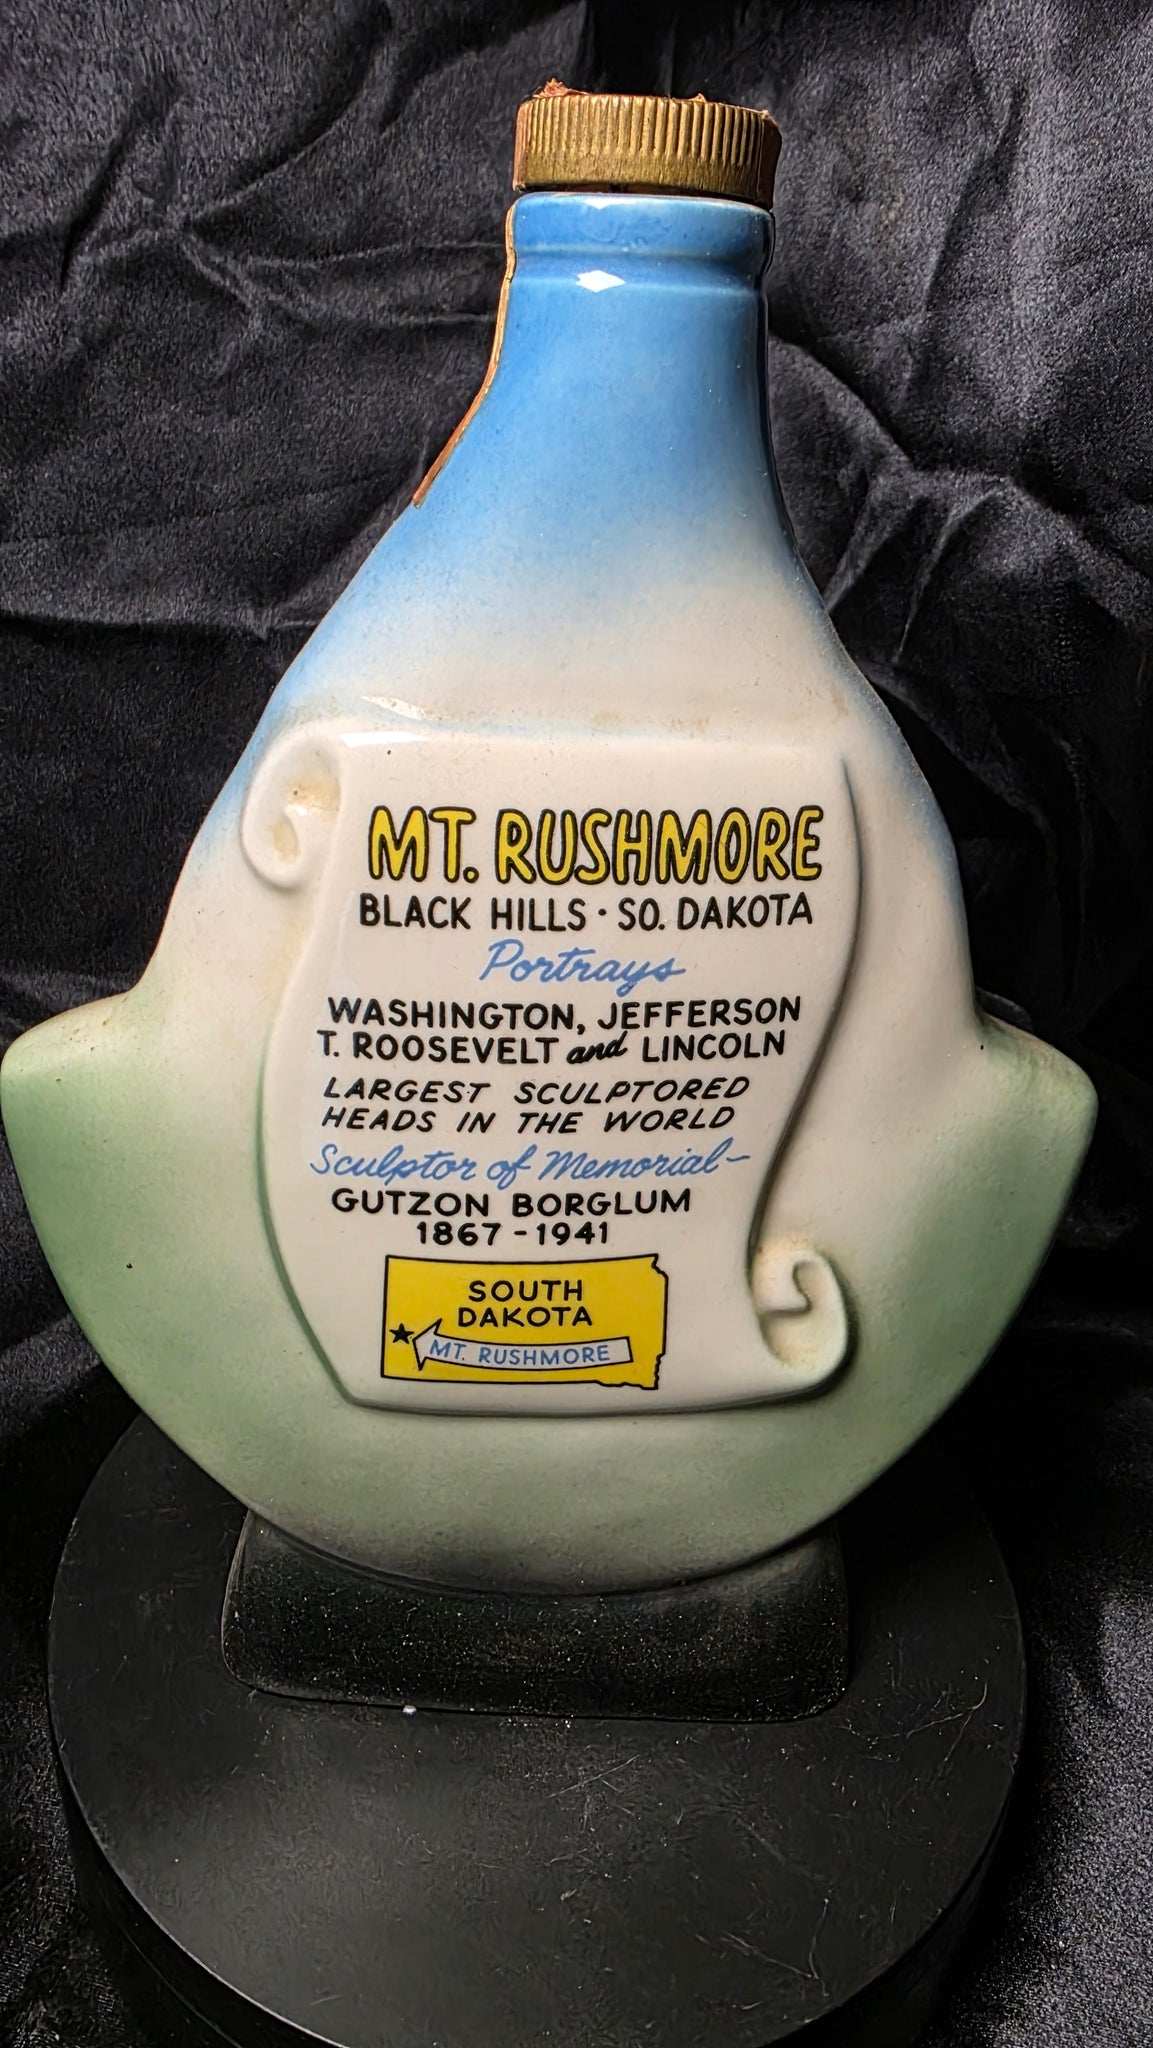 MT. RUSHMORE
BLACK HILLS · SO. DAKOTA
Portrays
WASHINGTON, JEFFERSON
T. ROOSEVELT and LINCOLN
LARGEST SCULPTORED
HEADS IN THE WORLD
Sculptor of Memorial-
GUTZON BORGLUM
1867 - 1941
SOUTH
DAKOTA
MT. RUSHMORE